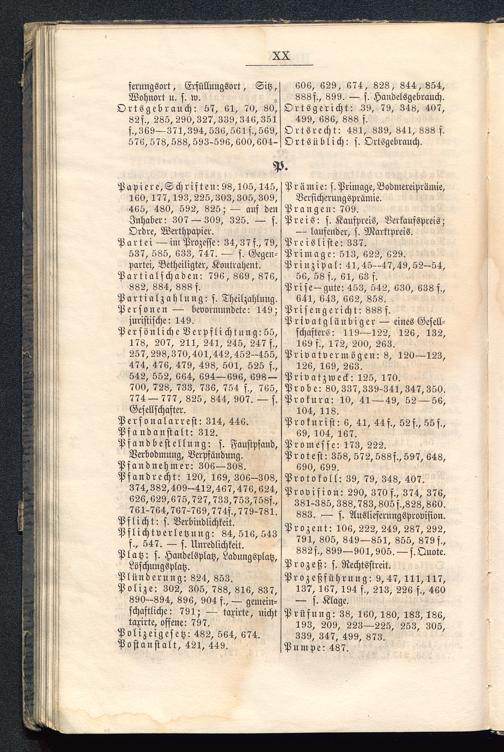 XX
ferungsort, Erfüllungsort, Sitz,
Wohnort u. s. w.
Ortsgebrauch: 57, 61, 70, 80,
82f., 285, 290, 327, 339, 346, 351
f., 369—371, 394, 536, 561f., 569,
576, 578, 588, 593-596, 600, 604-
606, 629, 674, 828, 844, 854,
888f., 899. — s. Handelsgebrauch.
Ortsgericht: 39, 79, 348, 407,
499, 686, 888 f.
Ortsrecht: 481, 839, 841, 888 f.
Ortsüblich: s. Ortsgebrauch.
P.
Papiere, Schriften: 98, 105, 145,
160, 177, 193, 225, 303, 305, 309,
465, 480, 592, 825; — auf den
Inhaber: 307—309, 325. — s.
Ordre, Werthpapier.
Partei — im Prozesse: 34, 37f., 79,
537, 585, 633, 747. — s. Gegen-
partei, Betheiligter, Kontrahent.
Partialschaden: 796, 869, 876,
882, 884, 888 f.
Partialzahlung: s. Theilzahlung.
Personen — bevormundete: 149;
juristische: 149.
Persönliche Verpflichtung: 55,
178, 207, 211, 241, 245, 247 f.,
257, 298, 370, 401, 442, 452—455,
474, 476, 479, 498, 501, 525 f.,
542, 552, 664, 694—696, 698—
700, 728, 733, 736, 754 f., 765,
774—777, 825, 844, 907. — s.
Gesellschafter.
Personalarrest: 314, 446.
Pfandanstalt: 312.
Pfandbestellung: s. Faustpfand,
Verbodmung, Verpfändung.
Pfandnehmer: 306—308.
Pfandrecht: 120, 169, 306—308,
374, 382, 409—412, 467, 476, 624,
626, 629, 675, 727, 733, 753, 758f.,
761-764, 767-769, 774f., 779-781.
Pflicht: s. Verbindlichkeit.
Pflichtverletzung: 84, 516, 543
f., 547. — s. Unredlichkeit.
Platz: s. Handelsplatz, Ladungsplatz,
Löschungsplatz.
Plünderung: 824, 853.
Polize: 302, 305, 788, 816, 837,
890—894, 896, 904 f., — gemein-
schaftliche: 791; — taxirte, nicht
taxirte, offene: 797.
Polizeigesetz: 482, 564, 674.
Postanstalt, 421, 449.
Prämie: s. Primage, Bodmereiprämie,
Versicherungsprämie.
Prangen: 709.
Preis: s. Kaufpreis, Verkaufspreis;
— laufender, s. Marktpreis.
Preisliste: 337.
Primage: 513, 622, 629.
Prinzipal: 41, 45—47, 49, 52—54,
56, 58 f., 61, 63 f.
Prise—gute: 453, 542, 630, 638 f.,
641, 643, 662, 858.
Prisengericht: 888 f.
Privatgläubiger — eines Gesell-
schafters: 119—122, 126, 132,
169 f., 172, 200, 263.
Privatvermögen: 8, 120—123,
126, 169, 263.
Privatzweck: 125, 170.
Probe: 80, 337, 339-341, 347, 350.
Prokura: 10, 41—49, 52—56,
104, 118.
Prokurist: 6, 41, 44 f., 52 f., 55 f.,
69, 104, 167.
Promesse: 173, 222.
Protest: 358, 572, 588f., 597, 648,
690, 699.
Protokoll: 39, 79, 348, 407.
Provision: 290, 370 f., 374, 376,
381-385, 388, 783, 805 f., 828, 860.
883. — s. Auslieferungsprovision.
Prozent: 106, 222, 249, 287, 292,
791, 805, 849—851, 855, 879 f.,
882 f., 899—901, 905. — s. Quote.
Prozeß: s. Rechtsstreit.
Prozeßführung: 9, 47, 111, 117,
137, 167, 194 f., 213, 226 f., 460
— s. Klage.
Prüfung: 38, 160, 180, 183, 186,
193, 209, 223—225, 253, 305,
339, 347, 499, 873.
Pumpe: 487.